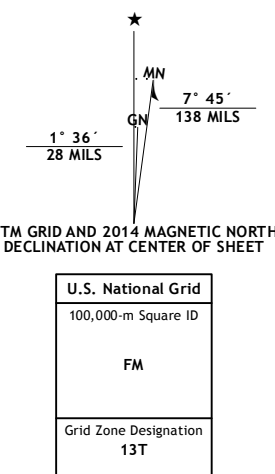 MN
7° 45´
138 MILS
GN
1° 36´
28 MILS
TM GRID AND 2014 MAGNETIC NORTH
DECLINATION AT CENTER OF SHEET
U.S. National Grid
100,000-m Square ID
FM
Grid Zone Designation
13T